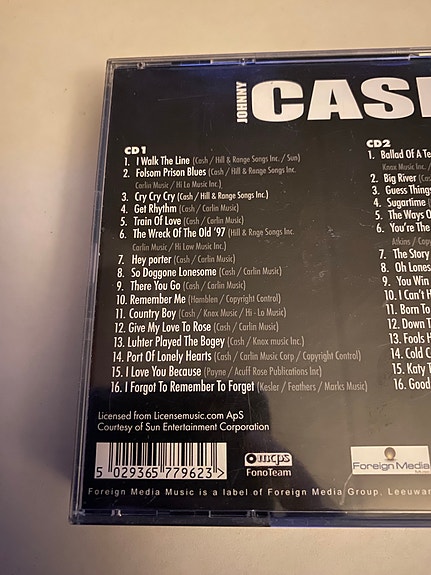 JOHNNY
CASH
CD1
1. I Walk The Line (Cash / Hill & Range Songs Inc. / Sun)
2. Folsom Prison Blues (Cash / Hill & Range Songs Inc.
Carlin Music / Hi Lo Music Inc.)
3. Cry Cry Cry (Cash / Hill & Range Songs Inc.)
4. Get Rhythm (Cash / Carlin Music)
5. Train Of Love (Cash / Carlin Music)
6. The Wreck Of The Old '97 (Hill & Rnge Songs Inc.
Carlin Music / Hi Low Music Inc.)
7. Hey porter (Cash / Carlin Music)
8. So Doggone Lonesome (Cash / Carlin Music)
9. There You Go (Cash / Carlin Music)
10. Remember Me (Hamblen / Copyright Control)
11. Country Boy (Cash / Knox Music / Hi - Lo Music)
12. Give My Love To Rose (Cash / Carlin Music)
13. Luhter Played The Bogey (Cash / Knox music Inc.)
14. Port Of Lonely Hearts (Cash / Carlin Music Corp / Copyright Control)
15. I Love You Because (Payne / Acuff Rose Publications Inc)
16. I Forgot To Remember To Forget (Kesler / Feathers / Marks Music)
CD2
1. Ballad Of A Te
Knox Music Inc.
2. Big River (Cas
3. Guess Things
4. Sugartime (
5. The Ways O
6. You're The
Atkins / Copy
7. The Story
8. Oh Lones
9. You Win
10. I Can't H
11. Born To
12. Down T
13. Fools H
14. Cold C
15. Katy T
16. Good
Licensed from Licensemusic.com ApS
Courtesy of Sun Entertainment Corporation
5 029365 779623 >
mcps
FonoTeam
Foreign Media
Foreign Media Music is a label of Foreign Media Group, Leeuwar